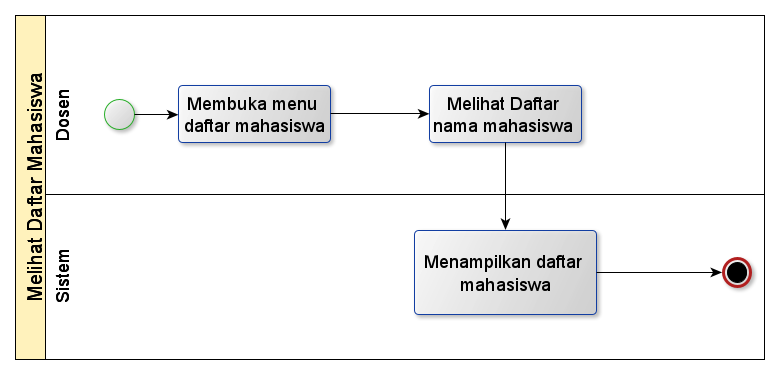 Melihat Daftar Mahasiswa
Dosen
Membuka menu
daftar mahasiswa
Melihat Daftar
nama mahasiswa
Sistem
Menampilkan daftar
mahasiswa